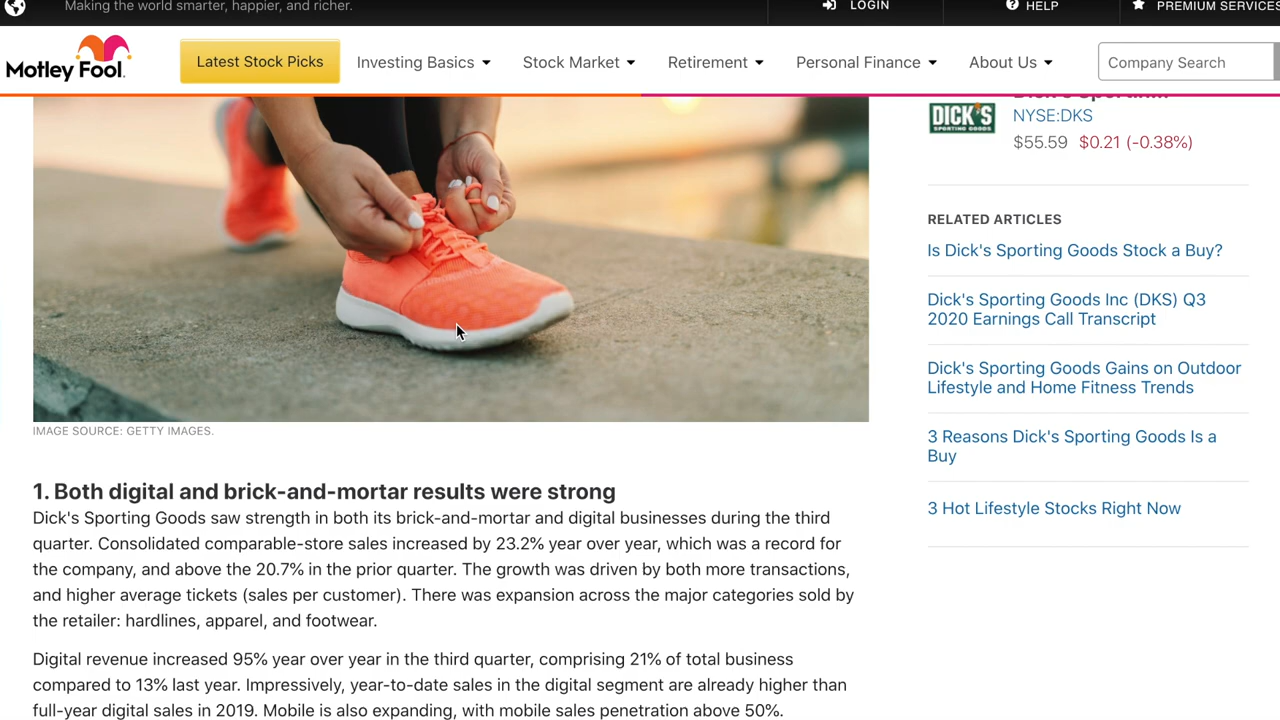 Making the world smarter, happier, and richer.
LOGIN
HELP
PREMIUM SERVICES
Motley Fool.
Latest Stock Picks
Investing Basics
Stock Market
Retirement
Personal Finance
About Us
Company Search
DICK'S
SPORTING GOODS
NYSE:DKS
$55.59 $0.21 (-0.38%)
RELATED ARTICLES
Is Dick's Sporting Goods Stock a Buy?
Dick's Sporting Goods Inc (DKS) Q3
2020 Earnings Call Transcript
Dick's Sporting Goods Gains on Outdoor
Lifestyle and Home Fitness Trends
3 Reasons Dick's Sporting Goods Is a
Buy
3 Hot Lifestyle Stocks Right Now
IMAGE SOURCE: GETTY IMAGES.
1. Both digital and brick-and-mortar results were strong
Dick's Sporting Goods saw strength in both its brick-and-mortar and digital businesses during the third
quarter. Consolidated comparable-store sales increased by 23.2% year over year, which was a record for
the company, and above the 20.7% in the prior quarter. The growth was driven by both more transactions,
and higher average tickets (sales per customer). There was expansion across the major categories sold by
the retailer: hardlines, apparel, and footwear.
Digital revenue increased 95% year over year in the third quarter, comprising 21% of total business
compared to 13% last year. Impressively, year-to-date sales in the digital segment are already higher than
full-year digital sales in 2019. Mobile is also expanding, with mobile sales penetration above 50%.